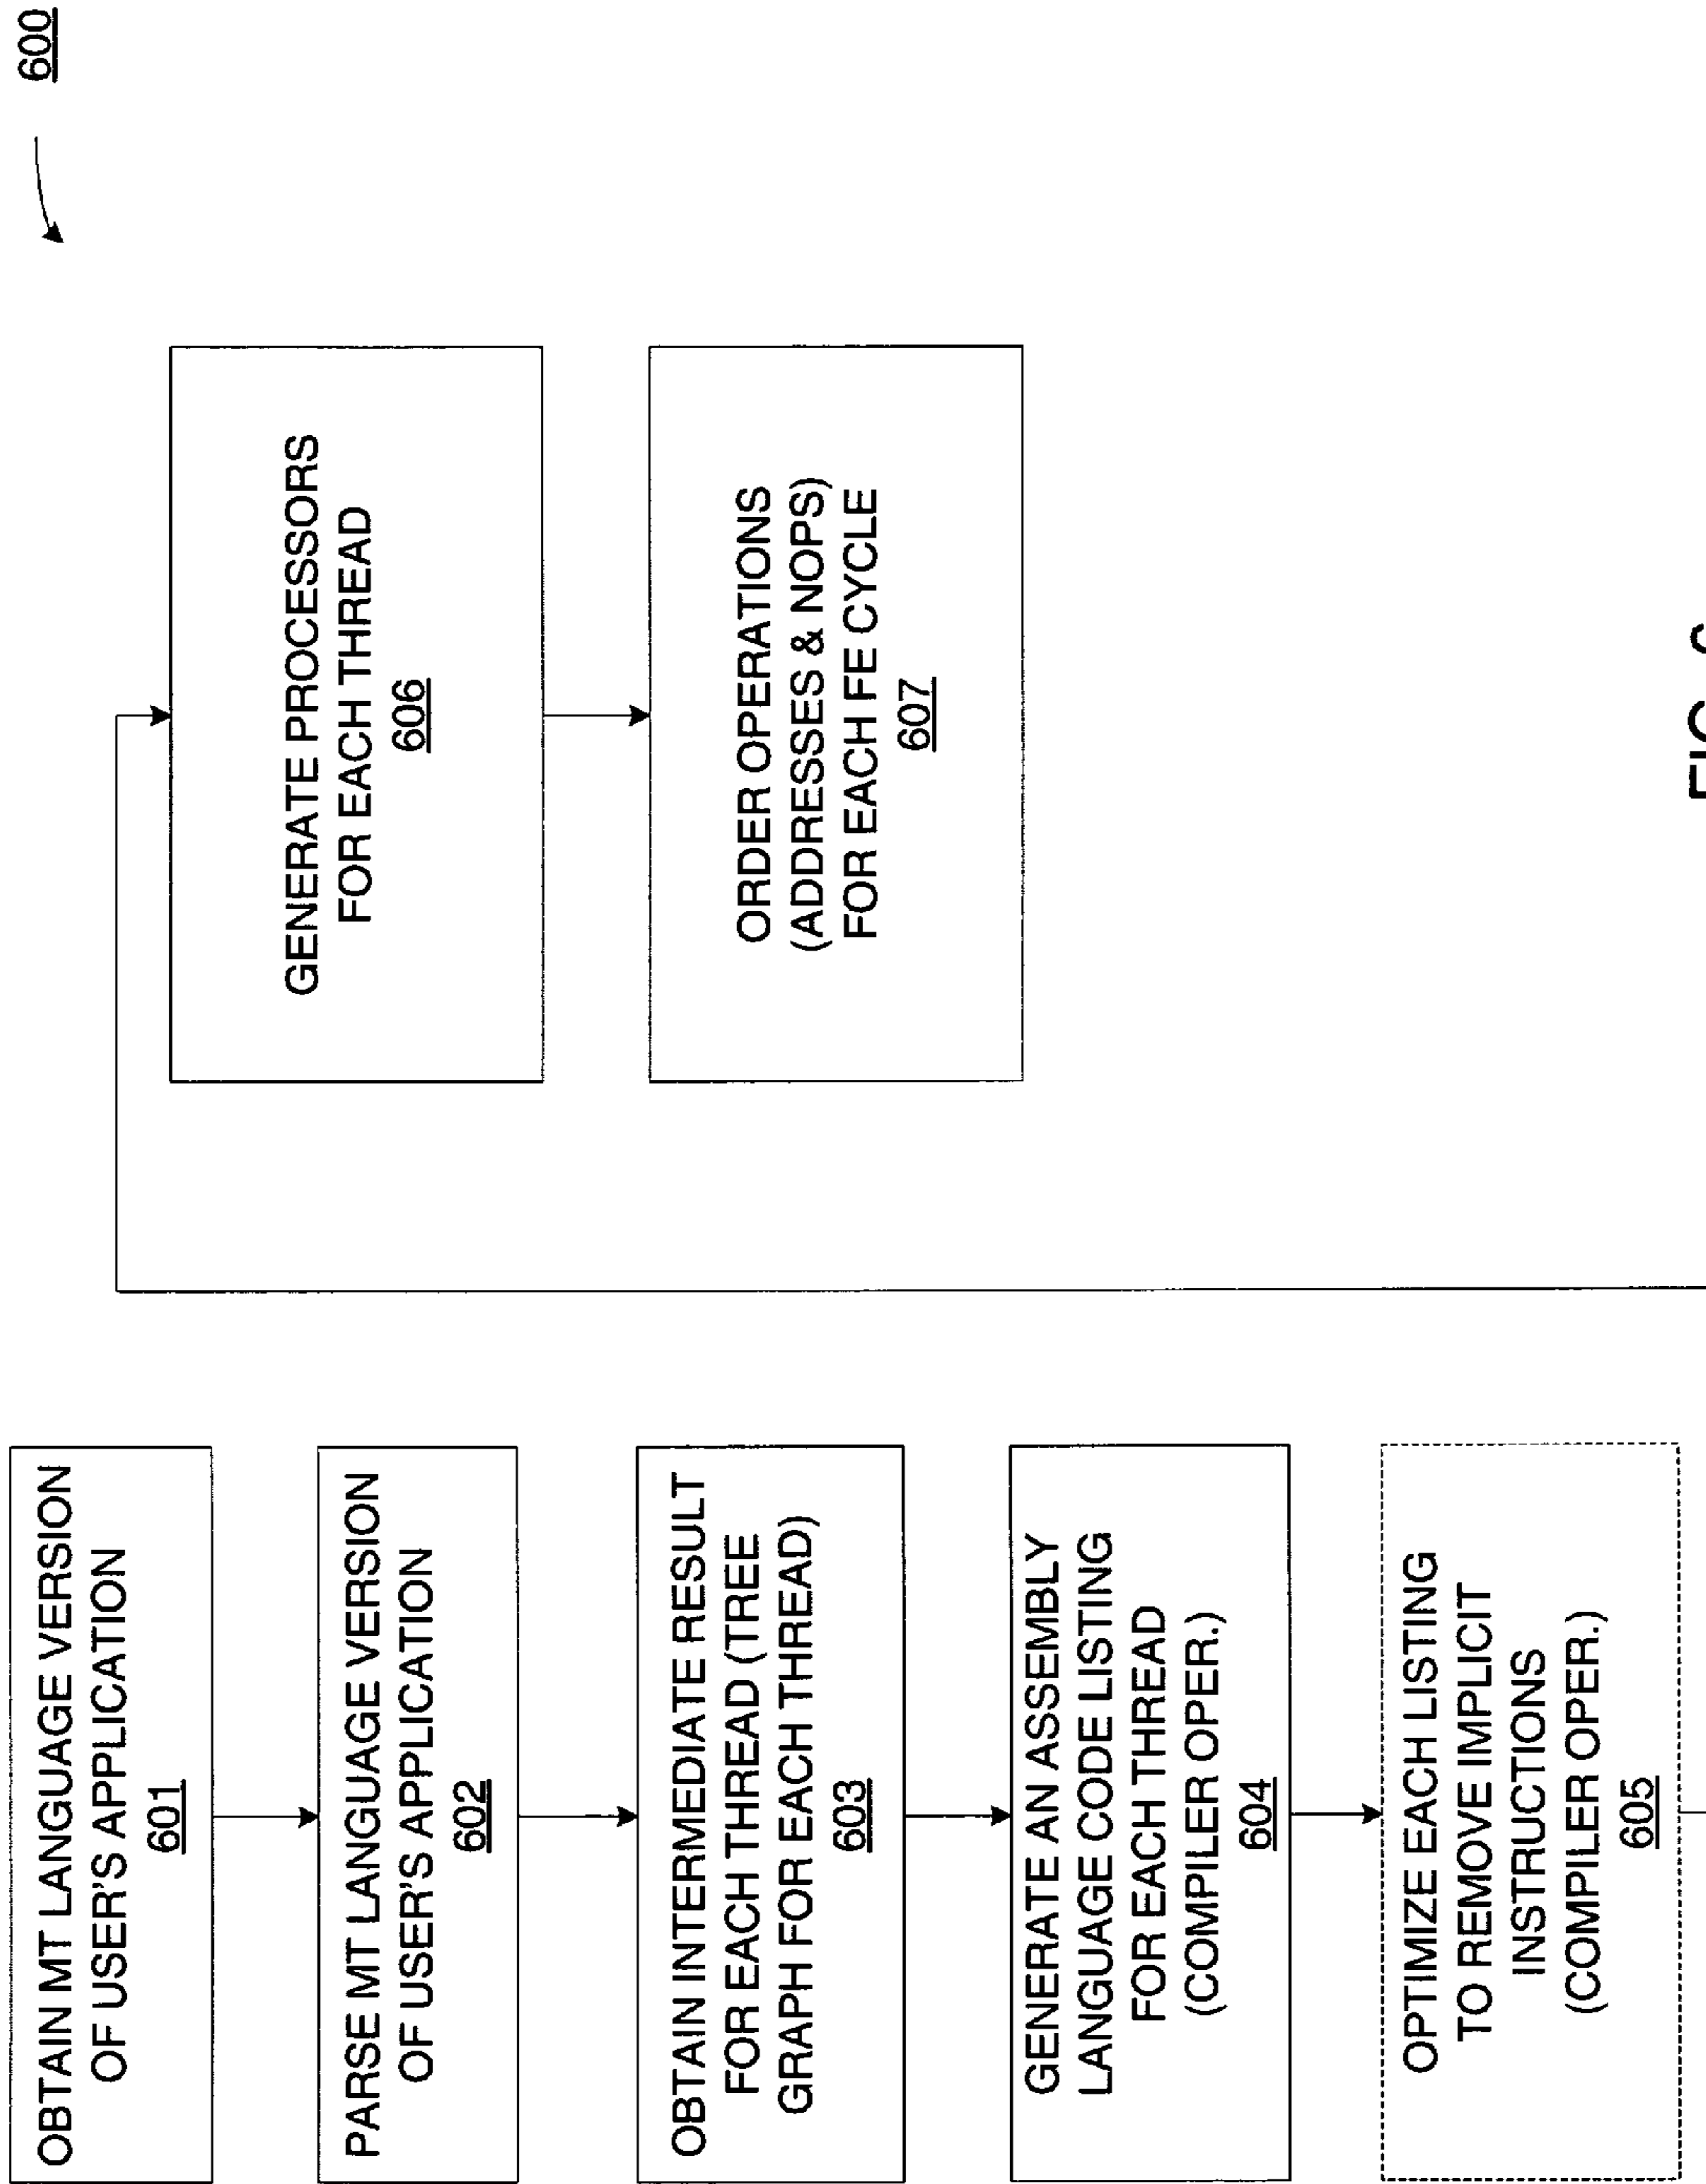 600
OBTAIN MT LANGUAGE VERSION
OF USER'S APPLICATION
601
PARSE MT LANGUAGE VERSION
OF USER'S APPLICATION
602
OBTAIN INTERMEDIATE RESULT
FOR EACH THREAD (TREE
GRAPH FOR EACH THREAD)
603
GENERATE AN ASSEMBLY
LANGUAGE CODE LISTING
FOR EACH THREAD
(COMPILER OPER.)
604
OPTIMIZE EACH LISTING
TO REMOVE IMPLICIT
INSTRUCTIONS
(COMPILER OPER.)
605
GENERATE PROCESSORS
FOR EACH THREAD
606
ORDER OPERATIONS
(ADDRESSES & NOPS)
FOR EACH FE CYCLE
607